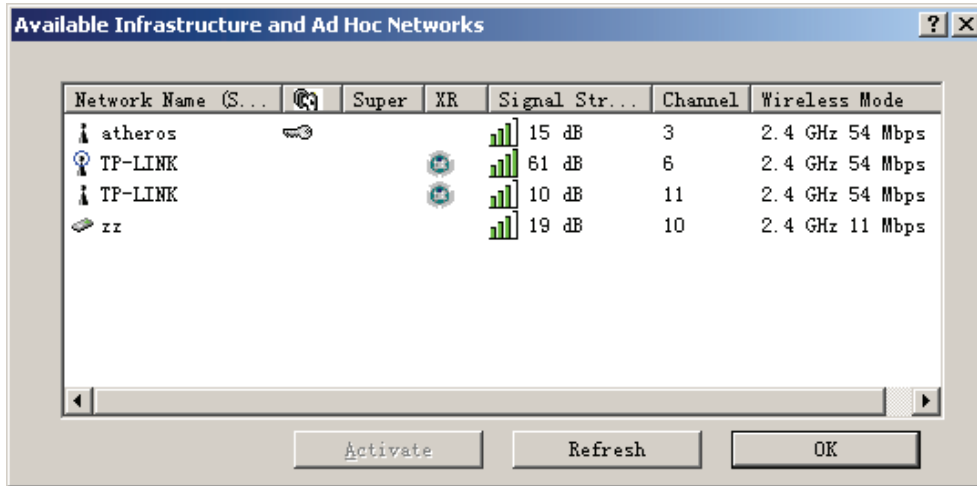 Available Infrastructure and Ad Hoc Networks
Network Name (S... Super XR Signal Str... Channel Wireless Mode
atheros 15 dB 3 2.4 GHz 54 Mbps
TP-LINK 61 dB 6 2.4 GHz 54 Mbps
TP-LINK 10 dB 11 2.4 GHz 54 Mbps
zz 19 dB 10 2.4 GHz 11 Mbps
Activate Refresh OK